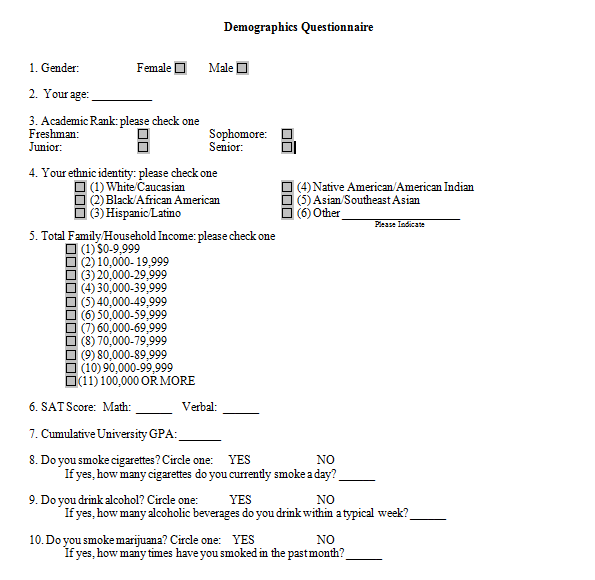 Demographics Questionnaire
1. Gender: Female □ Male □
2. Your age: __________
3. Academic Rank: please check one
Freshman: □ Sophomore: □
Junior: □ Senior: □
4. Your ethnic identity: please check one
□ (1) White/Caucasian □ (4) Native American/American Indian
□ (2) Black/African American □ (5) Asian/Southeast Asian
□ (3) Hispanic/Latino □ (6) Other ____________________
Please Indicate
5. Total Family/Household Income: please check one
□ (1) $0-9,999
□ (2) 10,000- 19,999
□ (3) 20,000-29,999
□ (4) 30,000-39,999
□ (5) 40,000-49,999
□ (6) 50,000-59,999
□ (7) 60,000-69,999
□ (8) 70,000-79,999
□ (9) 80,000-89,999
□ (10) 90,000-99,999
□ (11) 100,000 OR MORE
6. SAT Score: Math: ______ Verbal: ______
7. Cumulative University GPA: _______
8. Do you smoke cigarettes? Circle one: YES NO
If yes, how many cigarettes do you currently smoke a day? ______
9. Do you drink alcohol? Circle one: YES NO
If yes, how many alcoholic beverages do you drink within a typical week? ______
10. Do you smoke marijuana? Circle one: YES NO
If yes, how many times have you smoked in the past month? ______